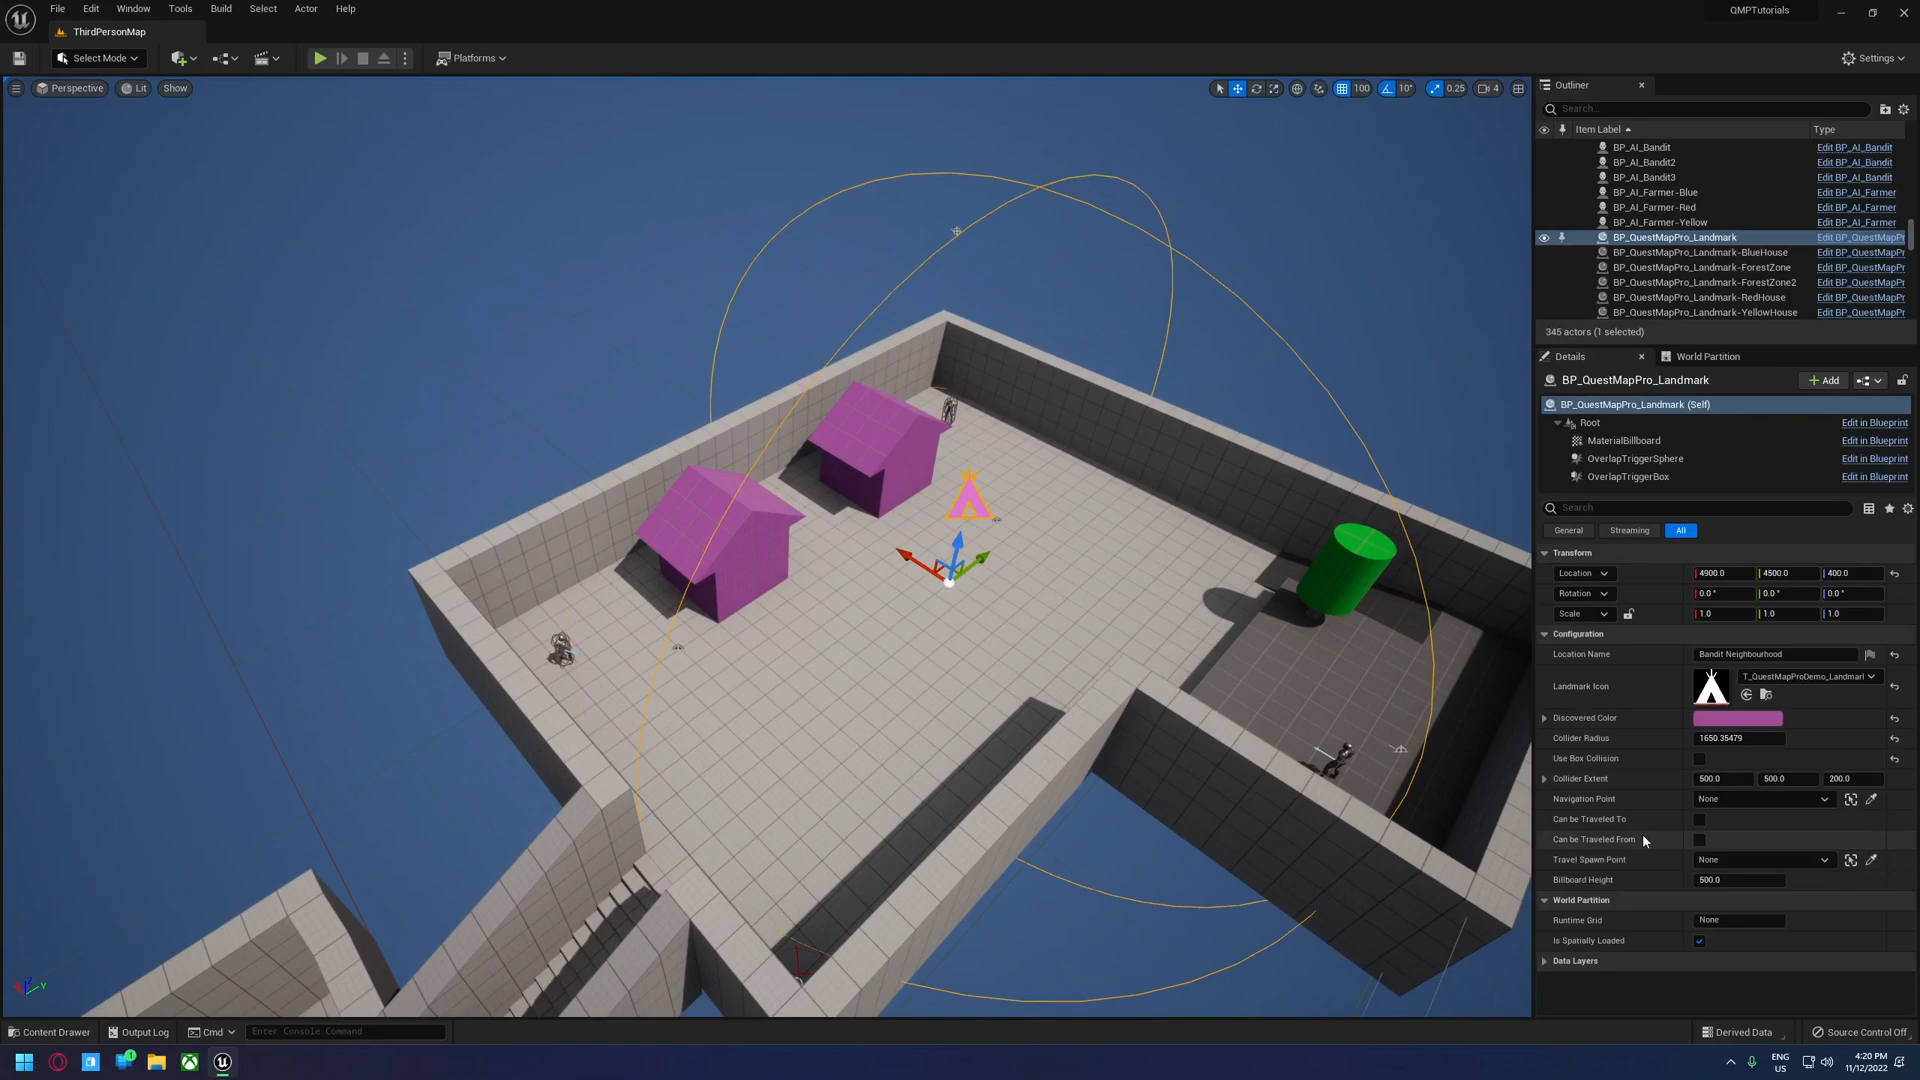 File Edit Window Tools Build Select Actor Help
QMPTutorials
ThirdPersonMap
Select Mode
Platforms
Settings
Perspective Lit Show
100 10° 0.25 4
Outliner
Search...
Item Label Type
BP_AI_Bandit Edit BP_AI_Bandit
BP_AI_Bandit2 Edit BP_AI_Bandit
BP_AI_Bandit3 Edit BP_AI_Bandit
BP_AI_Farmer-Blue Edit BP_AI_Farmer
BP_AI_Farmer-Red Edit BP_AI_Farmer
BP_AI_Farmer-Yellow Edit BP_AI_Farmer
BP_QuestMapPro_Landmark Edit BP_QuestMapPr
BP_QuestMapPro_Landmark-BlueHouse Edit BP_QuestMapPr
BP_QuestMapPro_Landmark-ForestZone Edit BP_QuestMapPr
BP_QuestMapPro_Landmark-ForestZone2 Edit BP_QuestMapPr
BP_QuestMapPro_Landmark-RedHouse Edit BP_QuestMapPr
BP_QuestMapPro_Landmark-YellowHouse Edit BP_QuestMapPr
345 actors (1 selected)
Details World Partition
BP_QuestMapPro_Landmark Add
BP_QuestMapPro_Landmark (Self)
Root Edit in Blueprint
MaterialBillboard Edit in Blueprint
OverlapTriggerSphere Edit in Blueprint
OverlapTriggerBox Edit in Blueprint
Search
General Streaming All
Transform
Location 4900.0 4500.0 400.0
Rotation 0.0 ° 0.0 ° 0.0 °
Scale 1.0 1.0 1.0
Configuration
Location Name Bandit Neighbourhood
Landmark Icon T_QuestMapProDemo_Landmarl
Discovered Color
Collider Radius 1650.35479
Use Box Collision
Collider Extent 500.0 500.0 200.0
Navigation Point None
Can be Traveled To
Can be Traveled From
Travel Spawn Point None
Billboard Height 500.0
World Partition
Runtime Grid None
Is Spatially Loaded
Data Layers
Z
Y
Content Drawer Output Log Cmd Enter Console Command
Derived Data Source Control Off
1
ENG
US
4:20 PM
11/12/2022